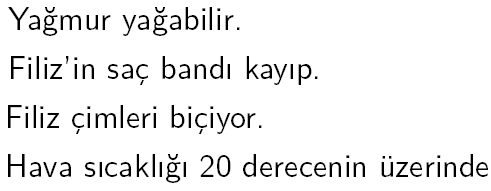 Yağmur yağabilir.
Filiz'in saç bandı kayıp.
Filiz çimleri biçiyor.
Hava sıcaklığı 20 derecenin üzerinde